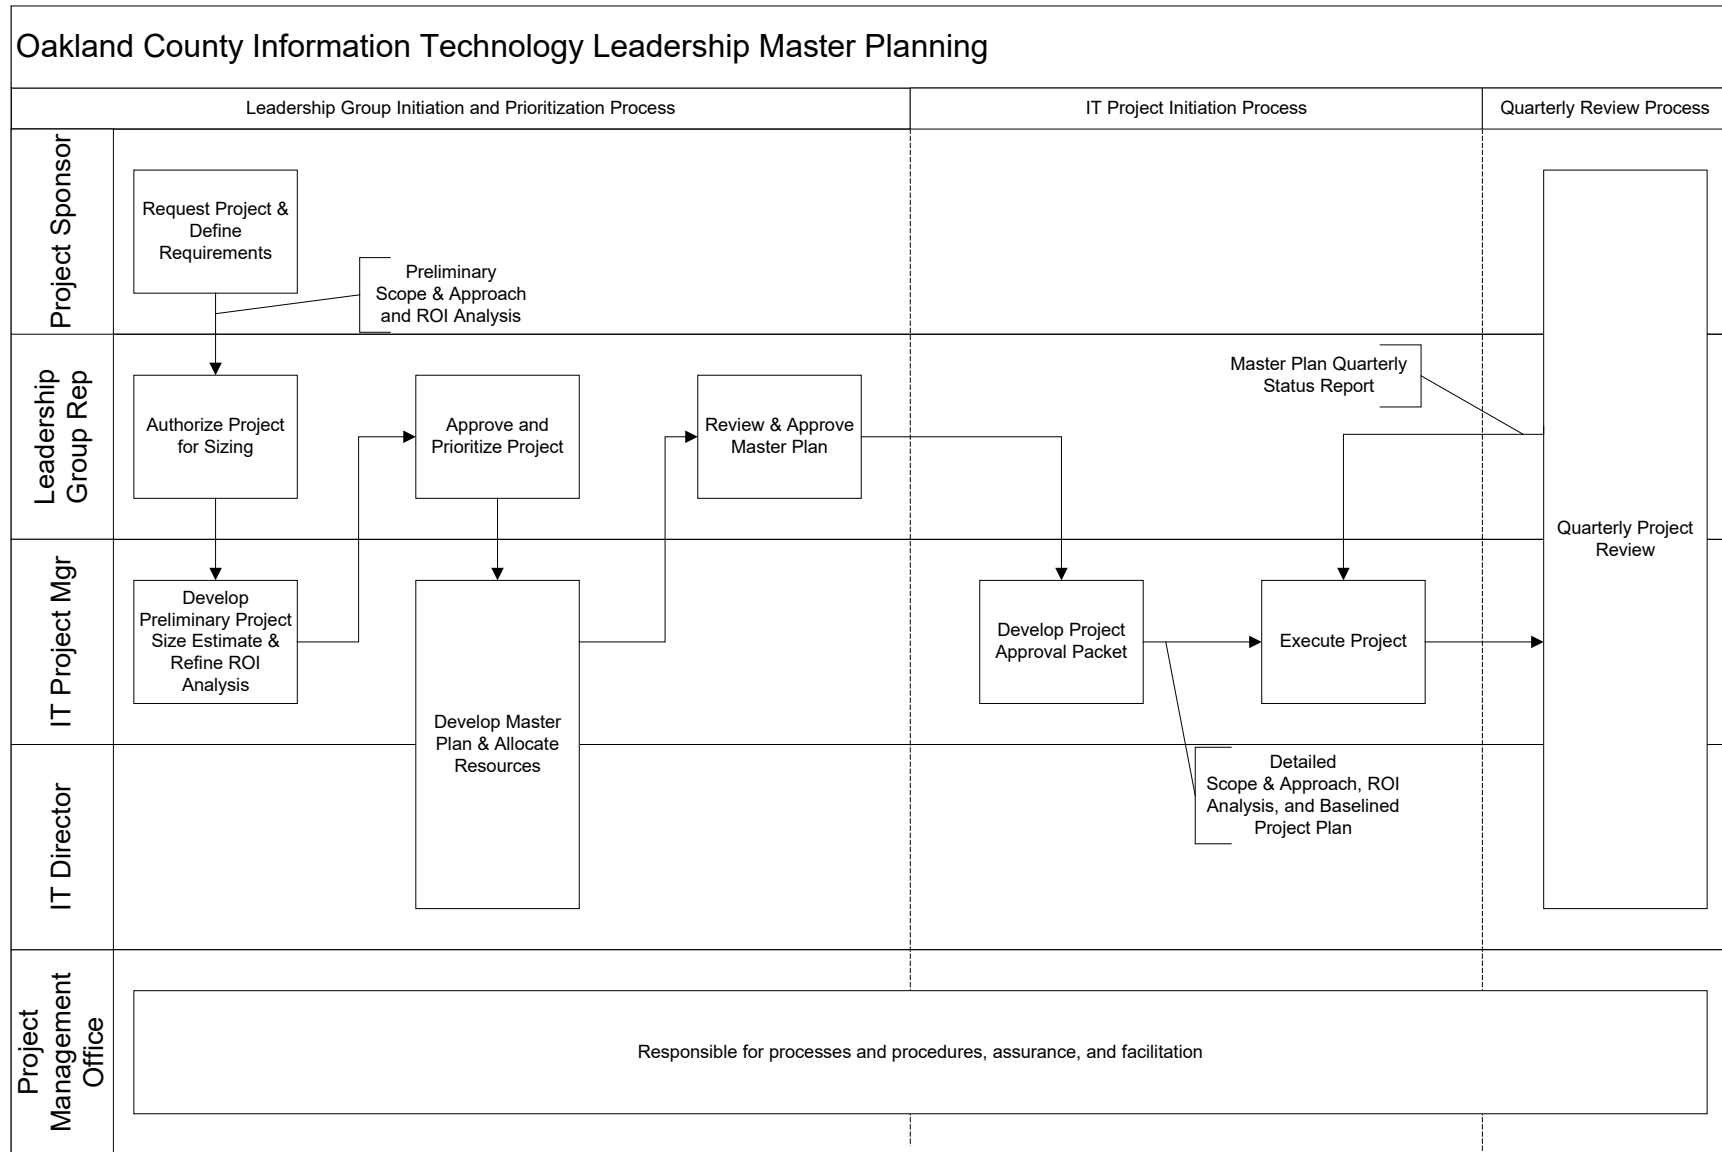 Oakland County Information Technology Leadership Master Planning
Leadership Group Initiation and Prioritization Process
IT Project Initiation Process
Quarterly Review Process
Project Sponsor
Request Project &
Define
Requirements
Preliminary
Scope & Approach
and ROI Analysis
Leadership
Group Rep
Authorize Project
for Sizing
Approve and
Prioritize Project
Review & Approve
Master Plan
Master Plan Quarterly
Status Report
Quarterly Project
Review
IT Project Mgr
Develop
Preliminary Project
Size Estimate &
Refine ROI
Analysis
Develop Master
Plan & Allocate
Resources
Develop Project
Approval Packet
Execute Project
IT Director
Detailed
Scope & Approach, ROI
Analysis, and Baselined
Project Plan
Project
Management
Office
Responsible for processes and procedures, assurance, and facilitation